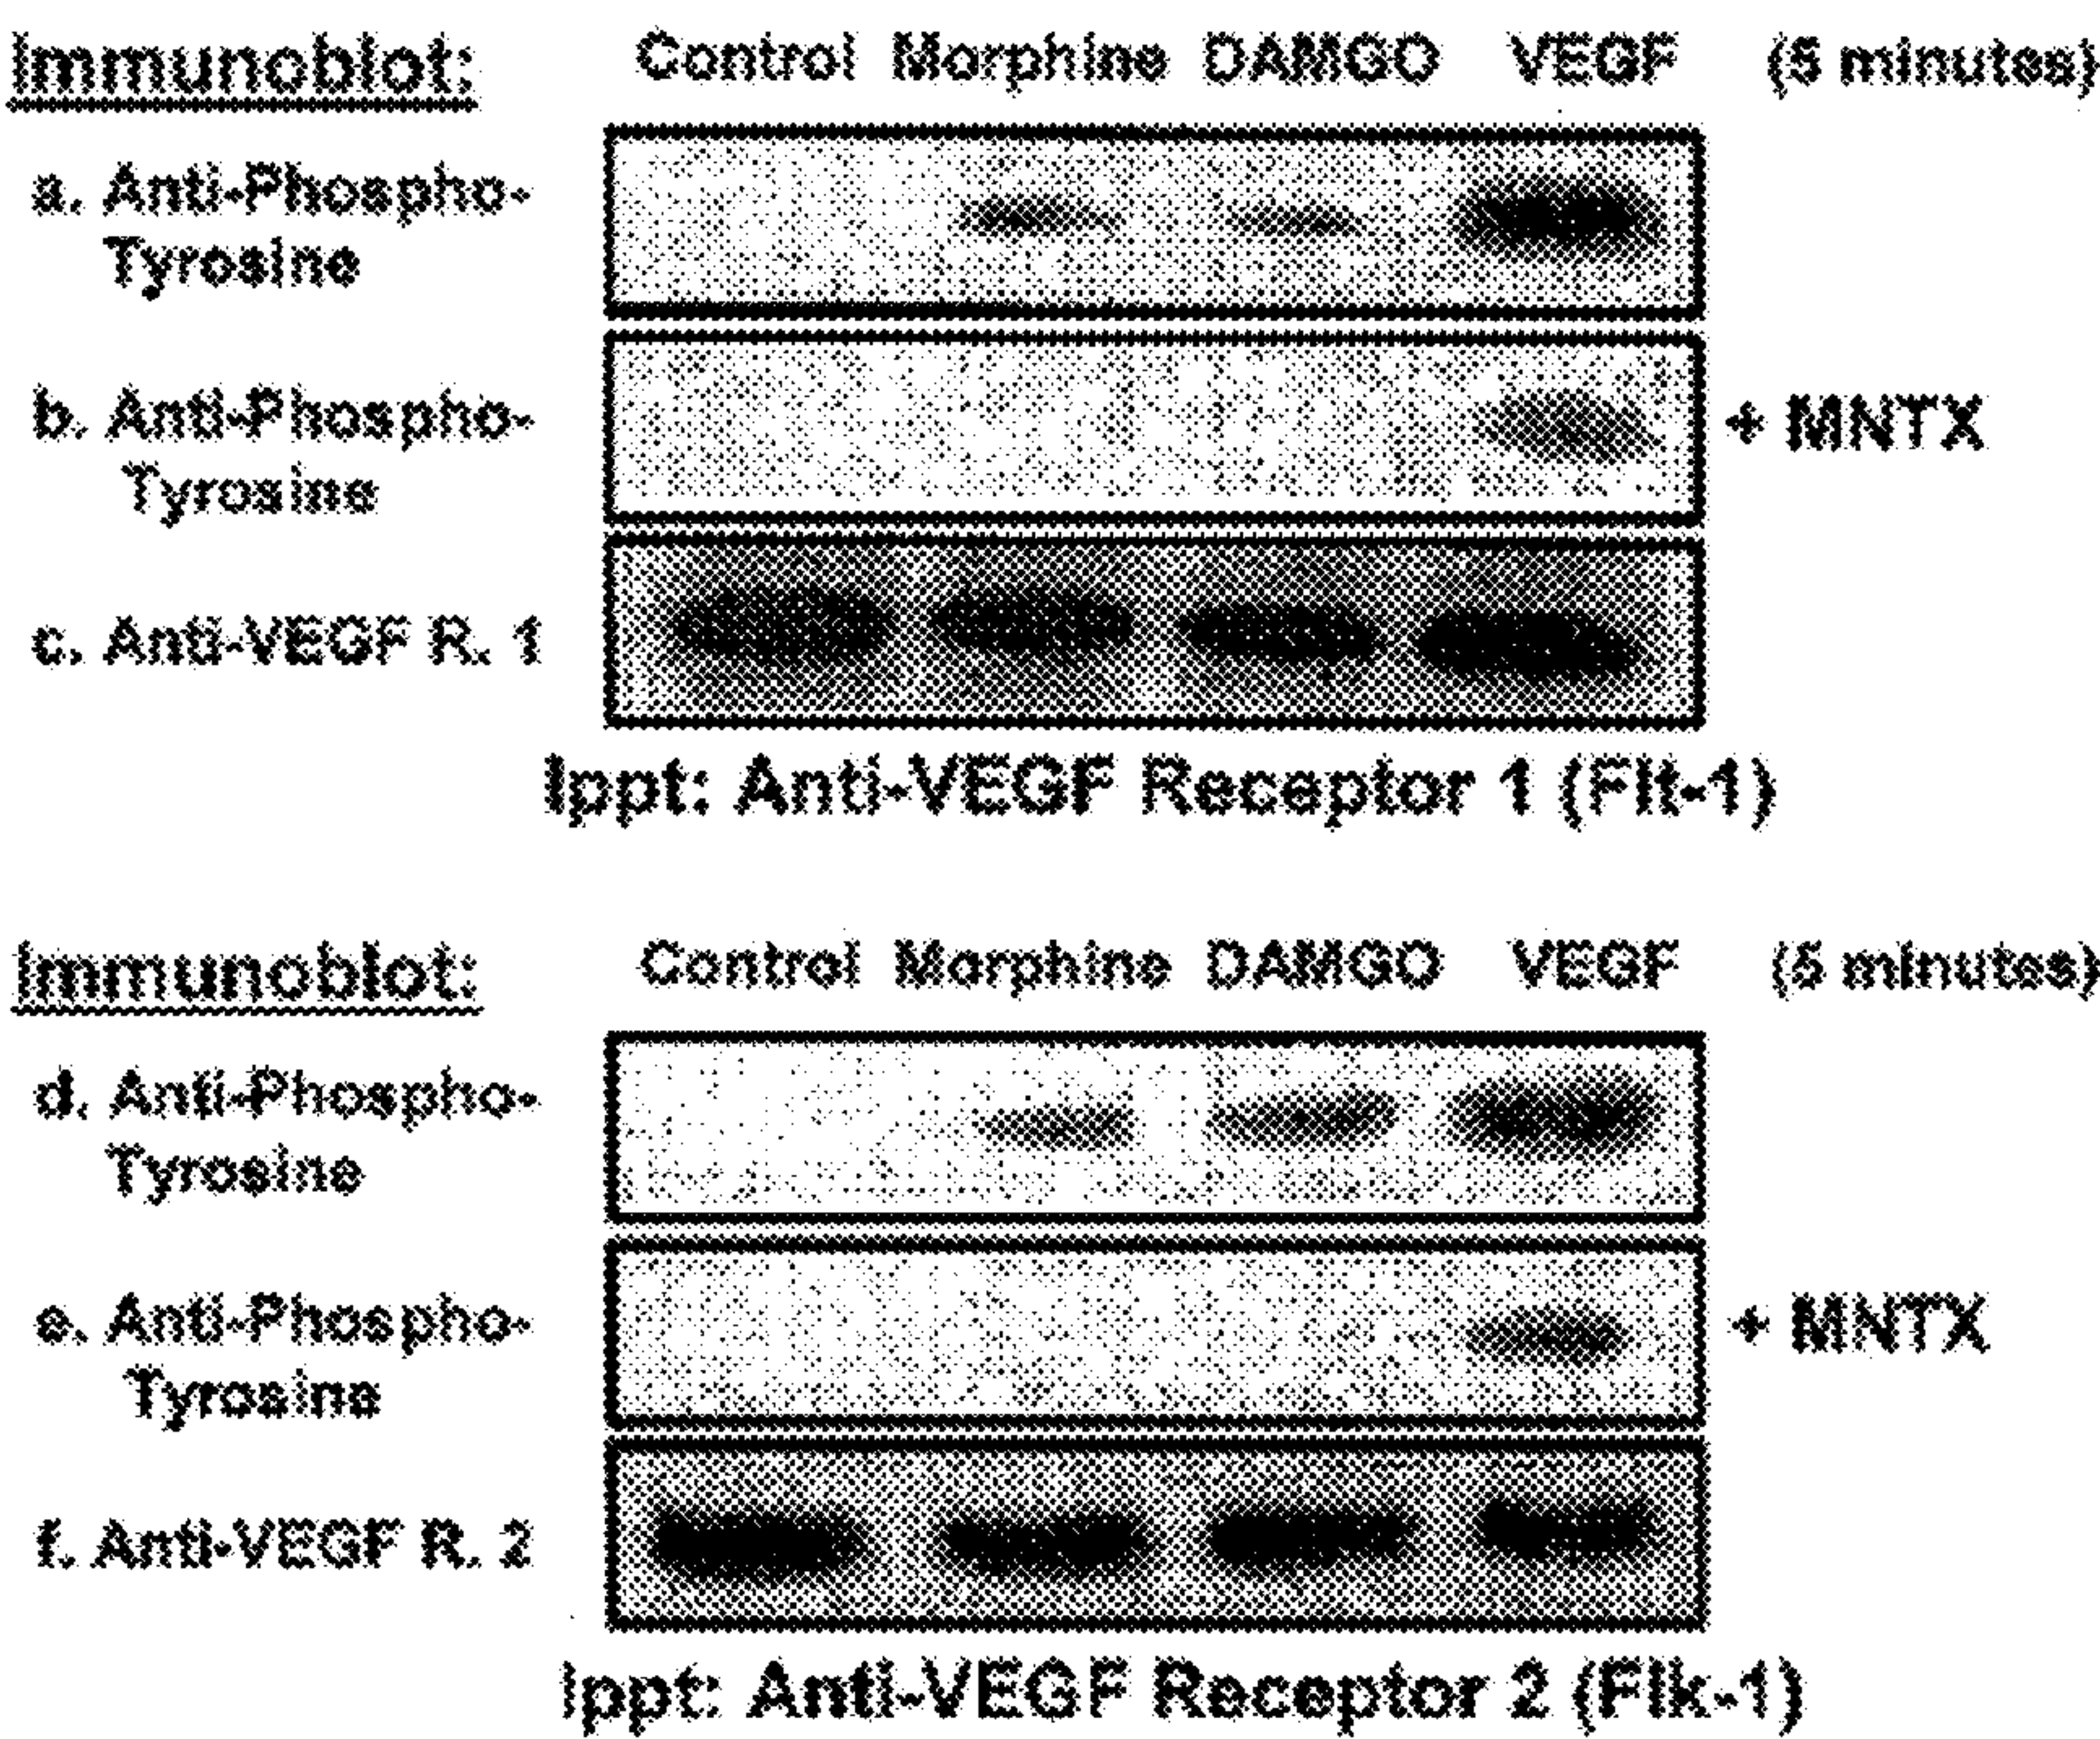 Immunoblot: Control Morphine DAMGO VEGF (5 minutes)
a. Anti-Phospho-
Tyrosine
b. Anti-Phospho-
Tyrosine
+ MNTX
c. Anti-VEGF R. 1
Ippt: Anti-VEGF Receptor 1 (Flt-1)
Immunoblot: Control Morphine DAMGO VEGF (5 minutes)
d. Anti-Phospho-
Tyrosine
e. Anti-Phospho-
Tyrosine
+ MNTX
f. Anti-VEGF R. 2
Ippt: Anti-VEGF Receptor 2 (Flk-1)